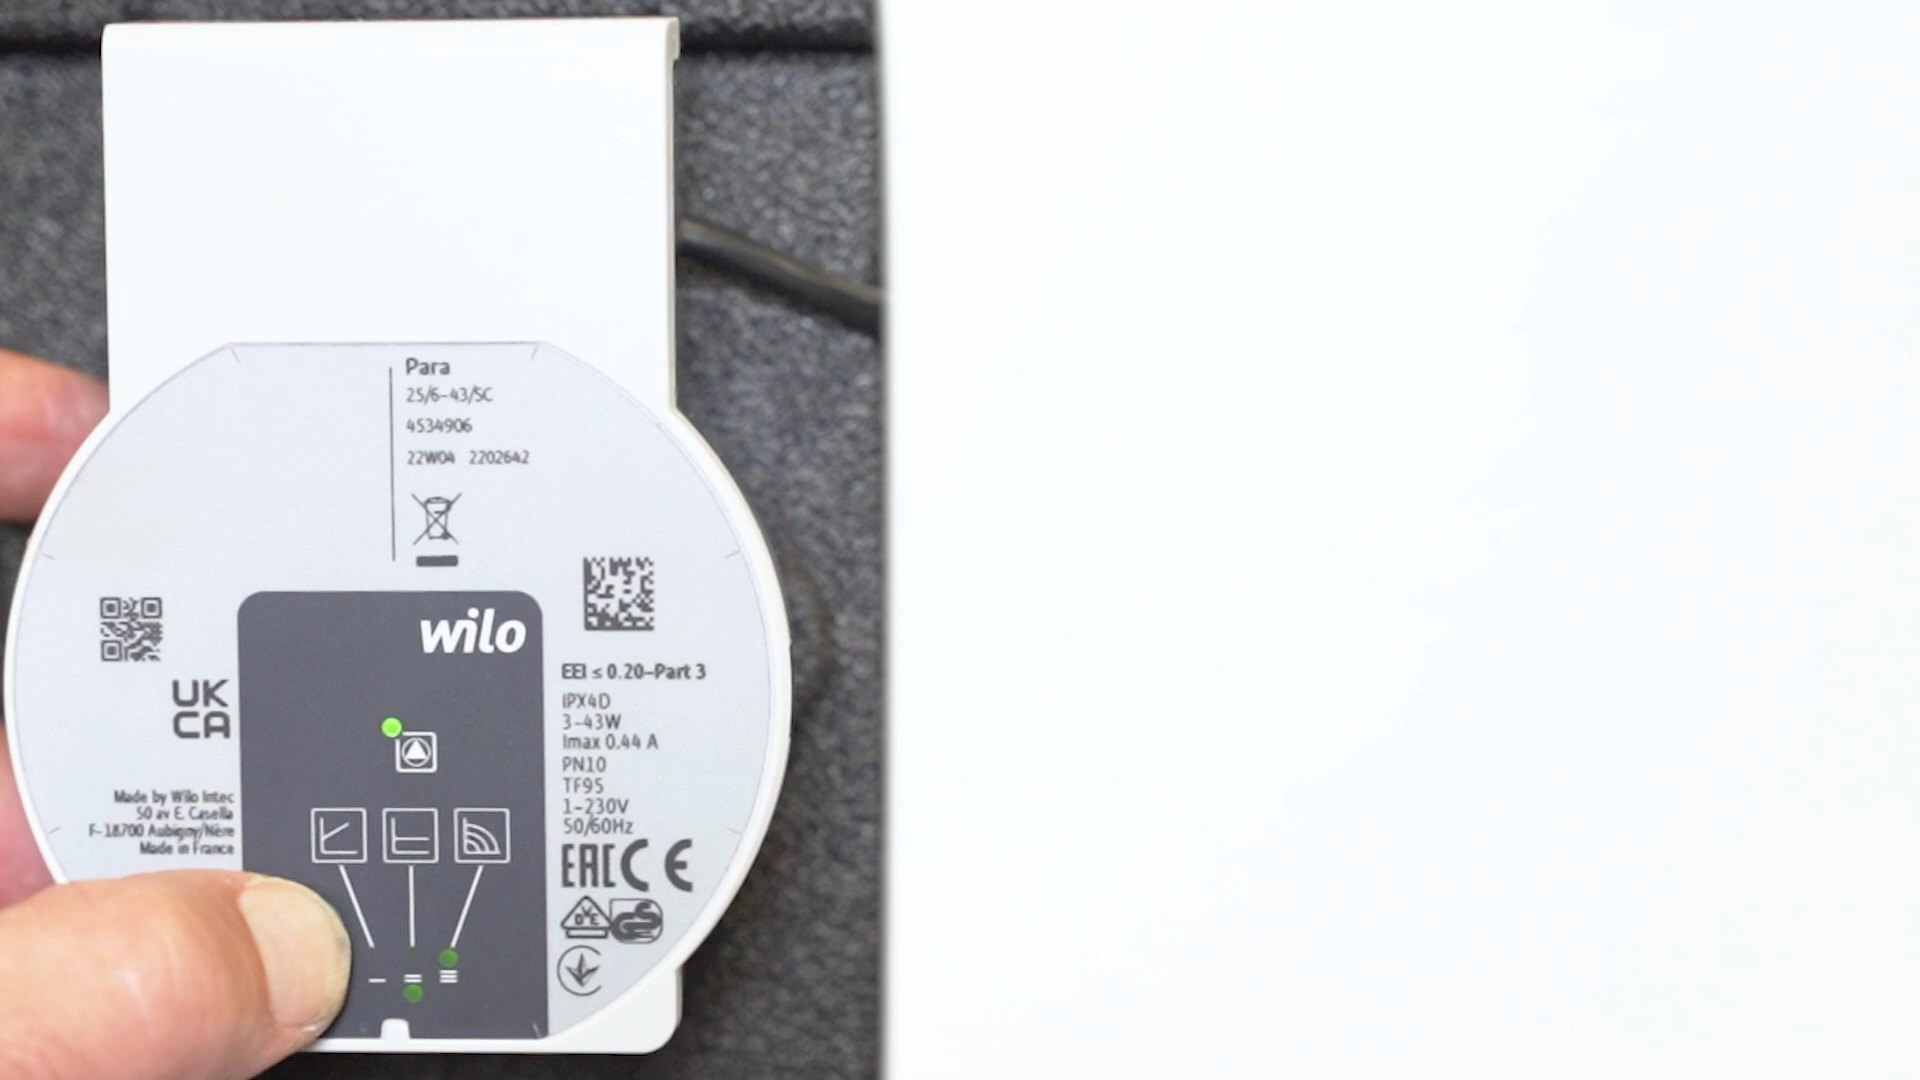 Para
25/6-43/SC
4534906
22W04 2202642
wilo
EEI ≤ 0.20-Part 3
IPX4D
3-43W
Imax 0.44 A
PN10
TF95
1~230V
50/60Hz
EAC CE
DVE
UK
CA
Made by Wilo Intec
50 av E. Casella
F-18700 Aubigny/Nère
Made in France